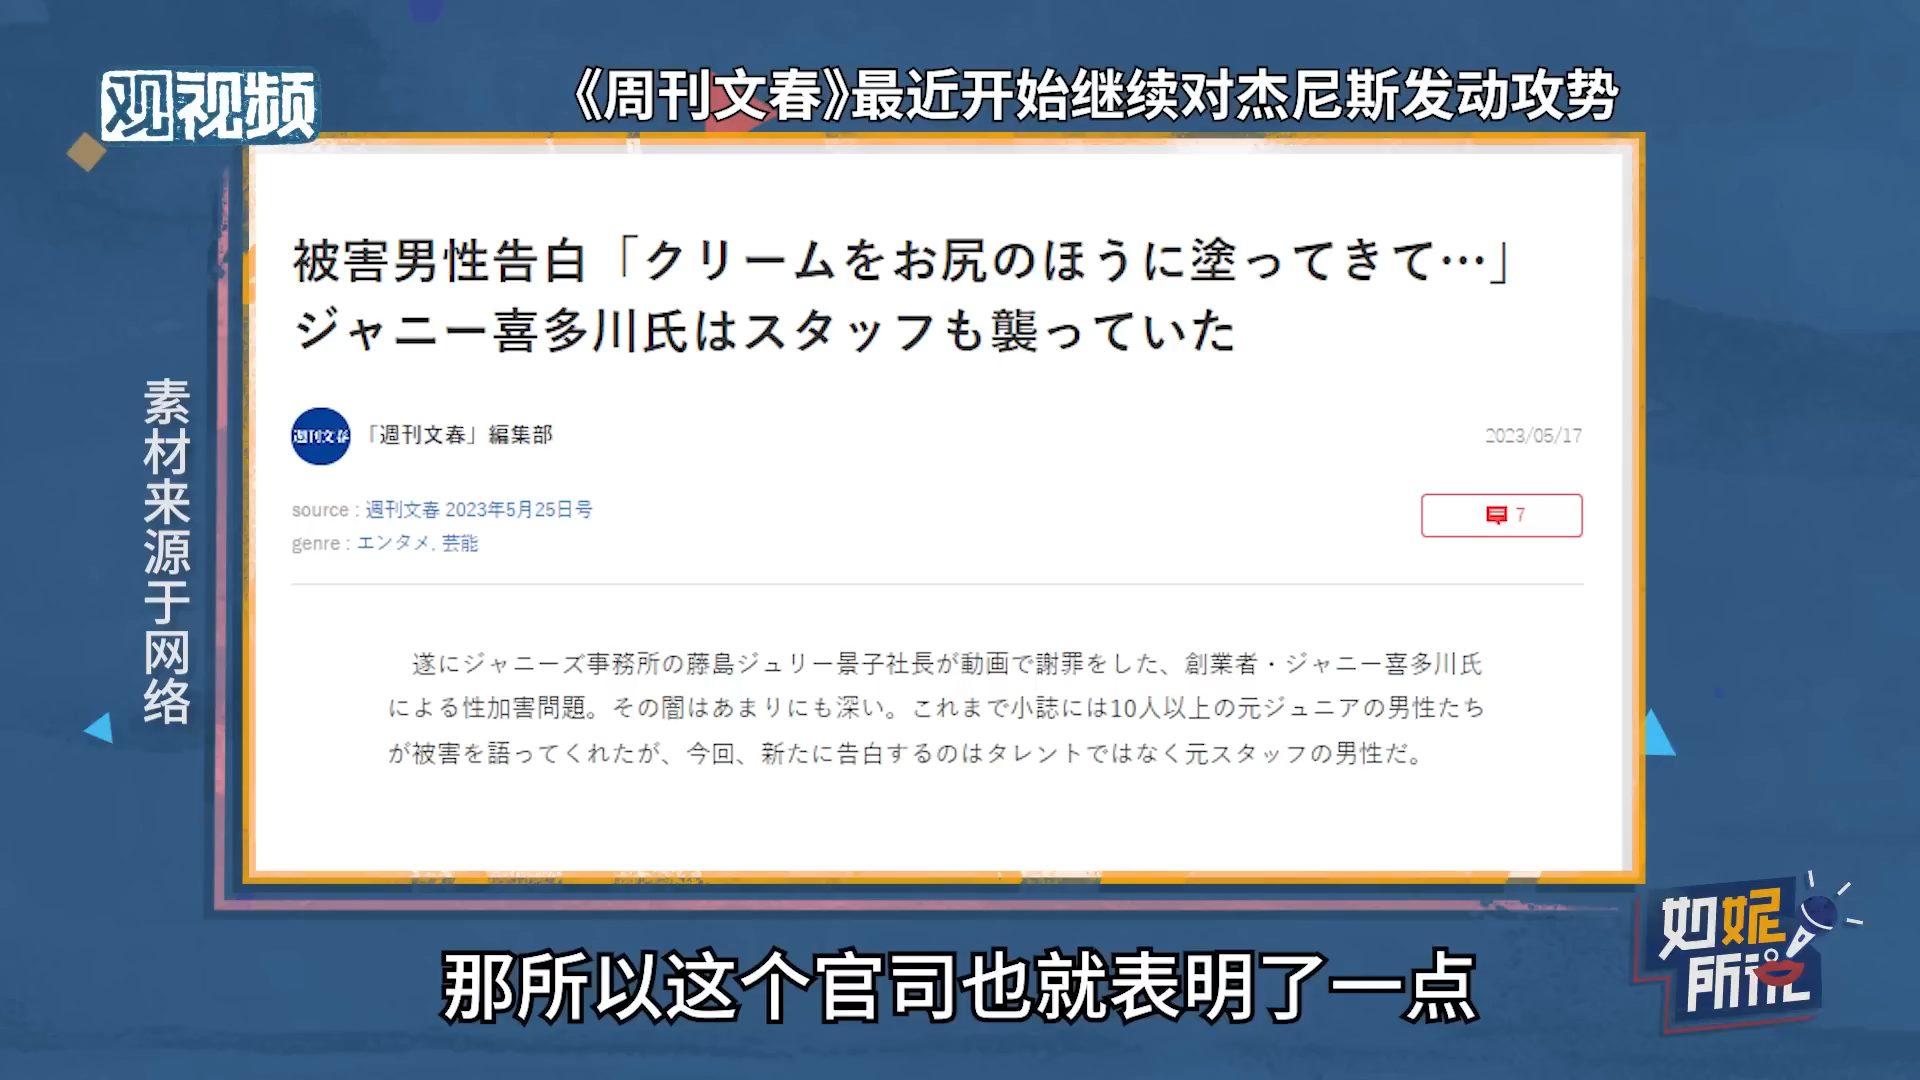 观视频
《周刊文春》最近开始继续对杰尼斯发动攻势
被害男性告白「クリームをお尻のほうに塗ってきて…」
ジャニー喜多川氏はスタッフも襲っていた
週刊文春
「週刊文春」編集部
2023/05/17
source : 週刊文春 2023年5月25日号
7
genre : エンタメ, 芸能
遂にジャニーズ事務所の藤島ジュリー景子社長が動画で謝罪をした、創業者・ジャニー喜多川氏
による性加害問題。その闇はあまりにも深い。これまで小誌には10人以上の元ジュニアの男性たち
が被害を語ってくれたが、今回、新たに告白するのはタレントではなく元スタッフの男性だ。
素材来源于网络
如妮
所说
那所以这个官司也就表明了一点